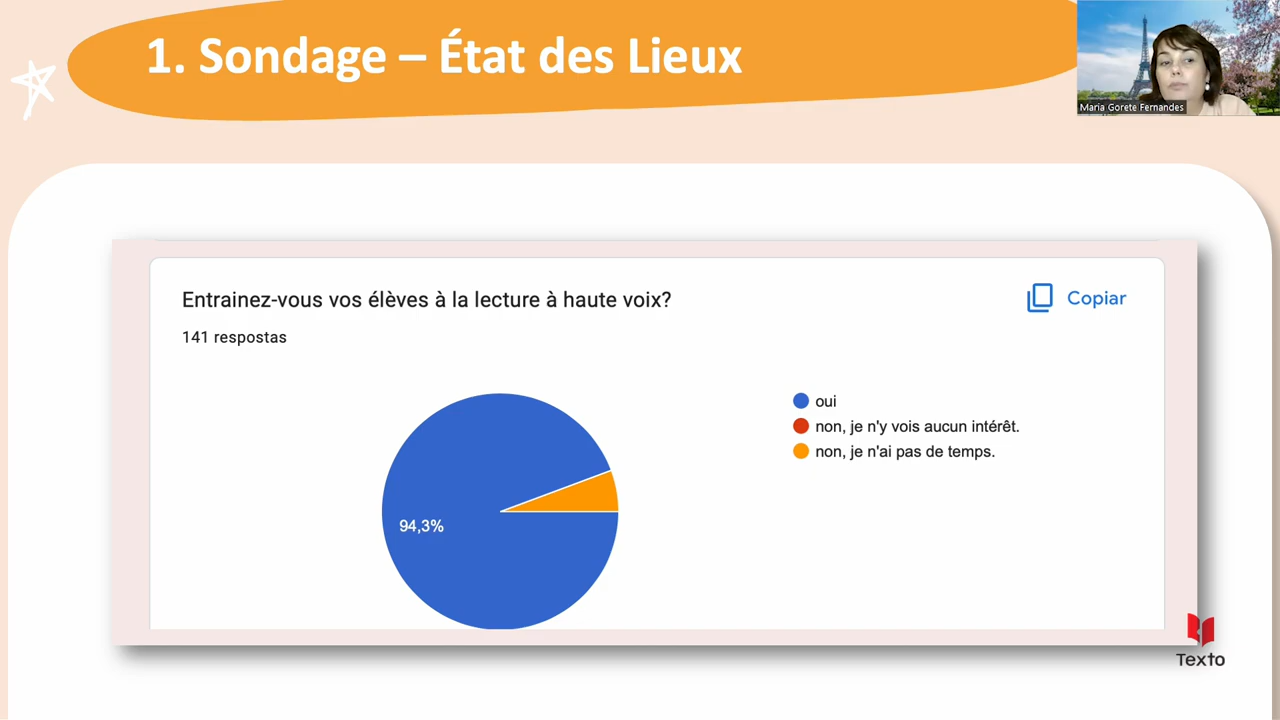 1. Sondage – État des Lieux
Maria Gorete Fernandes
Entrainez-vous vos élèves à la lecture à haute voix?
Copiar
141 respostas
oui
non, je n'y vois aucun intérêt.
non, je n'ai pas de temps.
94,3%
Texto